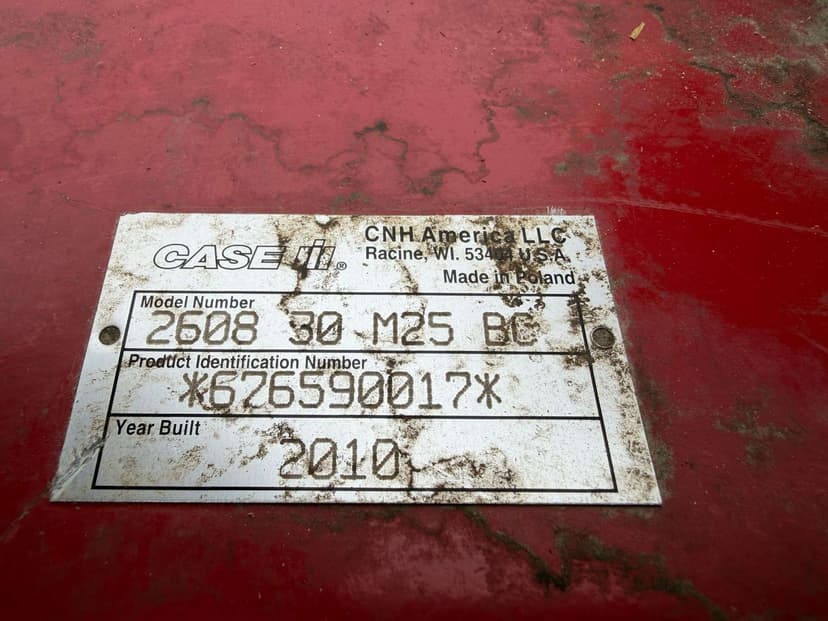 CASE IH®
CNH America LLC
Racine, WI. 53404 U.S.A.
Made in Poland
Model Number
2608 30 M25 BC
Product Identification Number
*676590017*
Year Built
2010